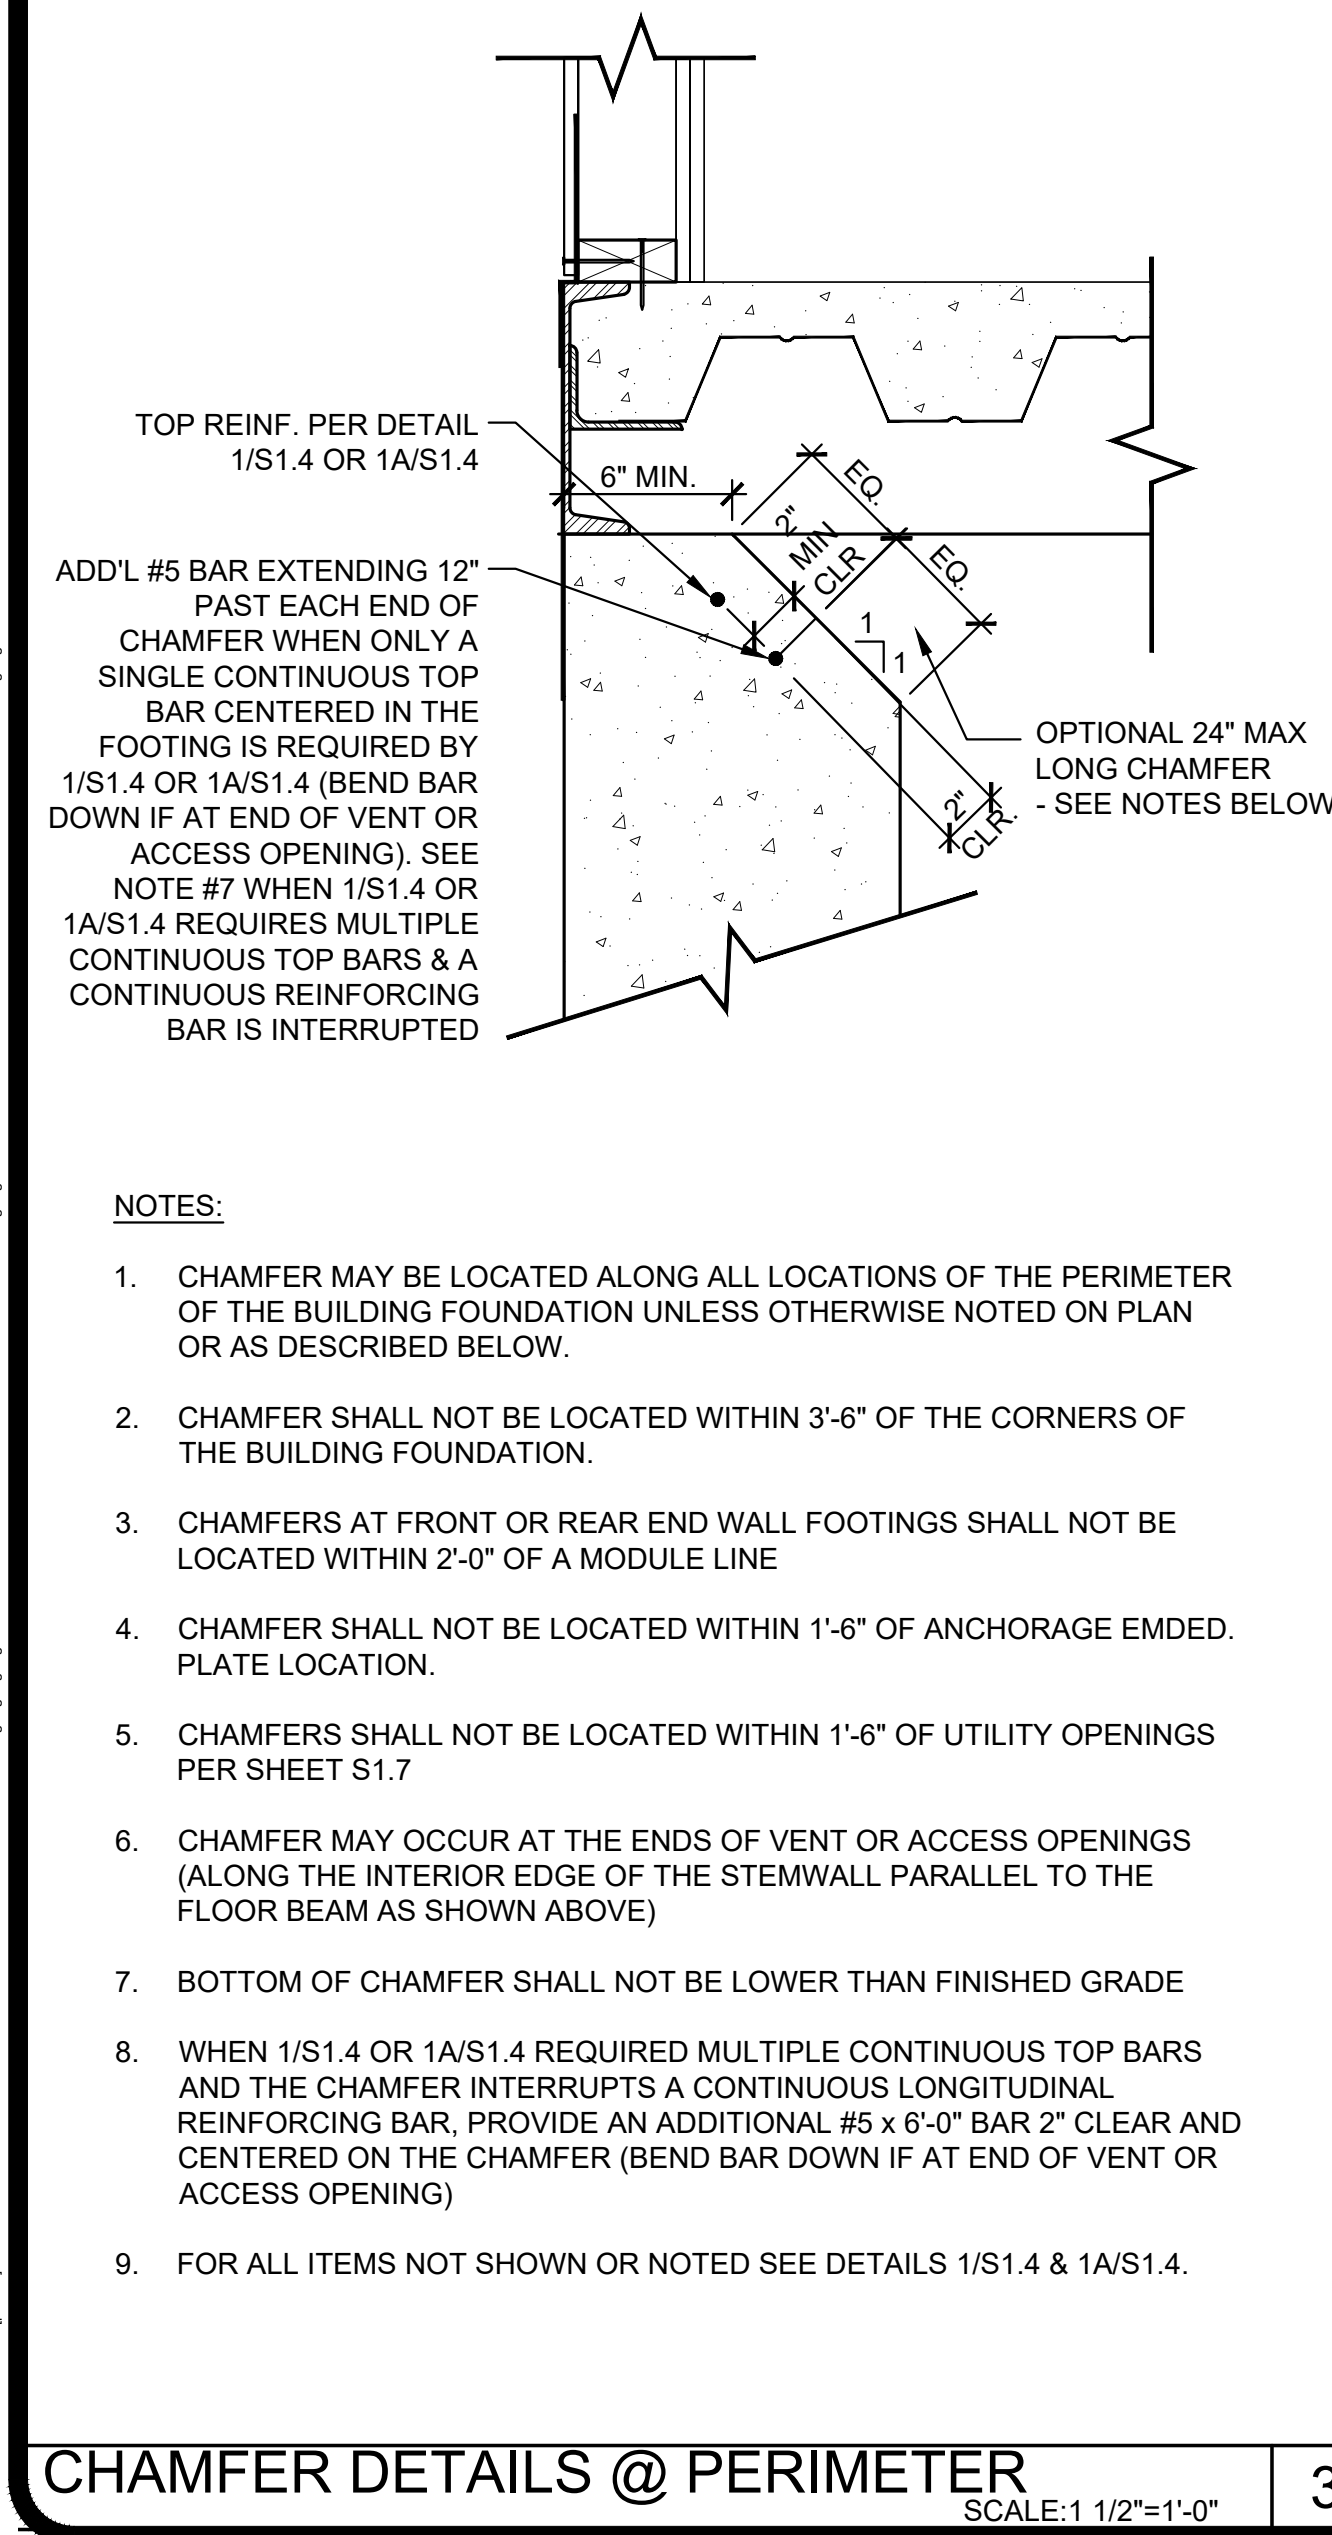 TOP REINF. PER DETAIL
1/S1.4 OR 1A/S1.4
6" MIN.
EQ.
2"
MIN
CLR
EQ.
1
1
ADD'L #5 BAR EXTENDING 12"
PAST EACH END OF
CHAMFER WHEN ONLY A
SINGLE CONTINUOUS TOP
BAR CENTERED IN THE
FOOTING IS REQUIRED BY
1/S1.4 OR 1A/S1.4 (BEND BAR
DOWN IF AT END OF VENT OR
ACCESS OPENING). SEE
NOTE #7 WHEN 1/S1.4 OR
1A/S1.4 REQUIRES MULTIPLE
CONTINUOUS TOP BARS & A
CONTINUOUS REINFORCING
BAR IS INTERRUPTED
OPTIONAL 24" MAX
LONG CHAMFER
- SEE NOTES BELOW
2"
CLR.
NOTES:
1. CHAMFER MAY BE LOCATED ALONG ALL LOCATIONS OF THE PERIMETER
OF THE BUILDING FOUNDATION UNLESS OTHERWISE NOTED ON PLAN
OR AS DESCRIBED BELOW.
2. CHAMFER SHALL NOT BE LOCATED WITHIN 3'-6" OF THE CORNERS OF
THE BUILDING FOUNDATION.
3. CHAMFERS AT FRONT OR REAR END WALL FOOTINGS SHALL NOT BE
LOCATED WITHIN 2'-0" OF A MODULE LINE
4. CHAMFER SHALL NOT BE LOCATED WITHIN 1'-6" OF ANCHORAGE EMDED.
PLATE LOCATION.
5. CHAMFERS SHALL NOT BE LOCATED WITHIN 1'-6" OF UTILITY OPENINGS
PER SHEET S1.7
6. CHAMFER MAY OCCUR AT THE ENDS OF VENT OR ACCESS OPENINGS
(ALONG THE INTERIOR EDGE OF THE STEMWALL PARALLEL TO THE
FLOOR BEAM AS SHOWN ABOVE)
7. BOTTOM OF CHAMFER SHALL NOT BE LOWER THAN FINISHED GRADE
8. WHEN 1/S1.4 OR 1A/S1.4 REQUIRED MULTIPLE CONTINUOUS TOP BARS
AND THE CHAMFER INTERRUPTS A CONTINUOUS LONGITUDINAL
REINFORCING BAR, PROVIDE AN ADDITIONAL #5 x 6'-0" BAR 2" CLEAR AND
CENTERED ON THE CHAMFER (BEND BAR DOWN IF AT END OF VENT OR
ACCESS OPENING)
9. FOR ALL ITEMS NOT SHOWN OR NOTED SEE DETAILS 1/S1.4 & 1A/S1.4.
CHAMFER DETAILS @ PERIMETER
SCALE:1 1/2"=1'-0"
3